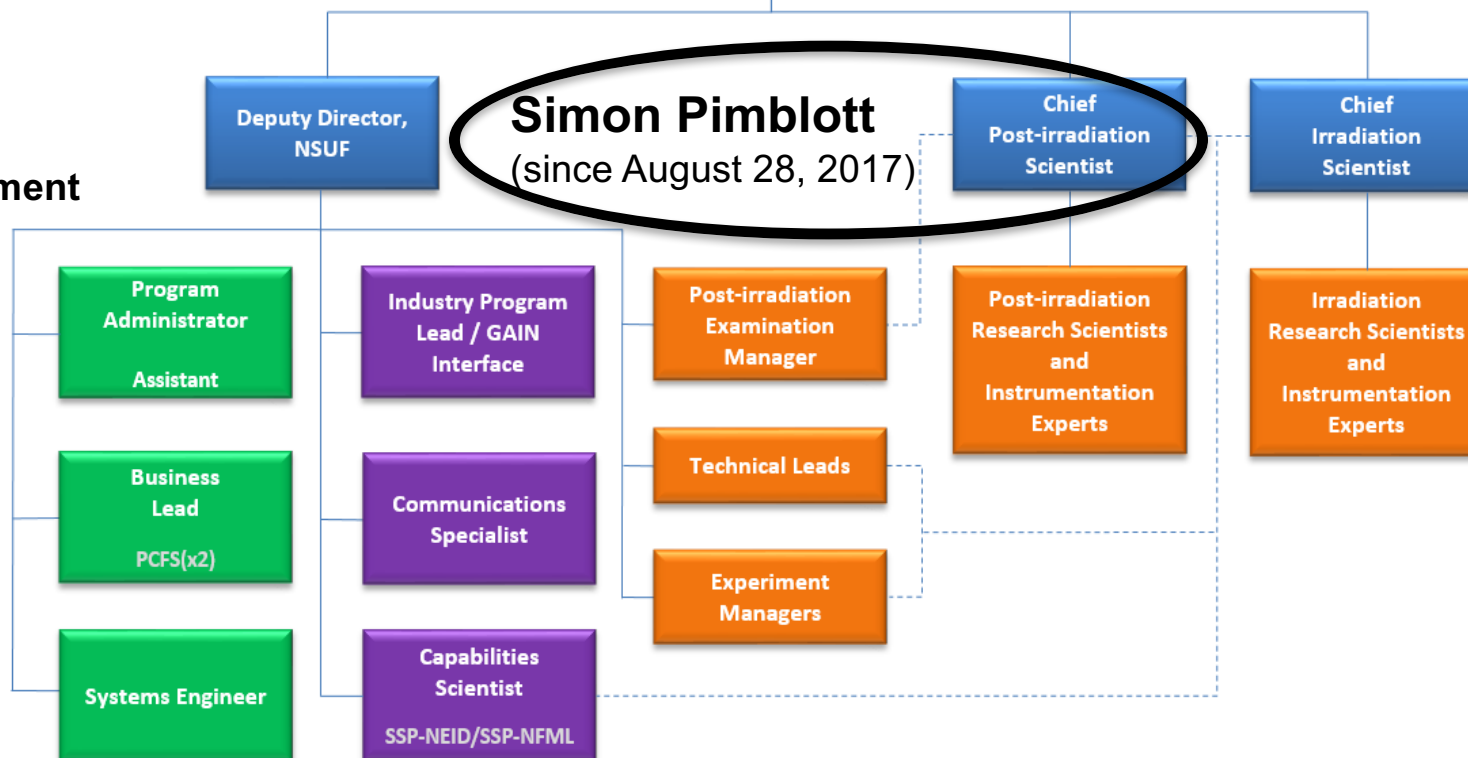 Deputy Director,
NSUF
Simon Pimblott
(since August 28, 2017)
Chief
Post-irradiation
Scientist
Chief
Irradiation
Scientist
ment
Program
Administrator
Assistant
Industry Program
Lead / GAIN
Interface
Post-irradiation
Examination
Manager
Post-irradiation
Research Scientists
and
Instrumentation
Experts
Irradiation
Research Scientists
and
Instrumentation
Experts
Business
Lead
PCFS(x2)
Communications
Specialist
Technical Leads
Experiment
Managers
Systems Engineer
Capabilities
Scientist
SSP-NEID/SSP-NFML